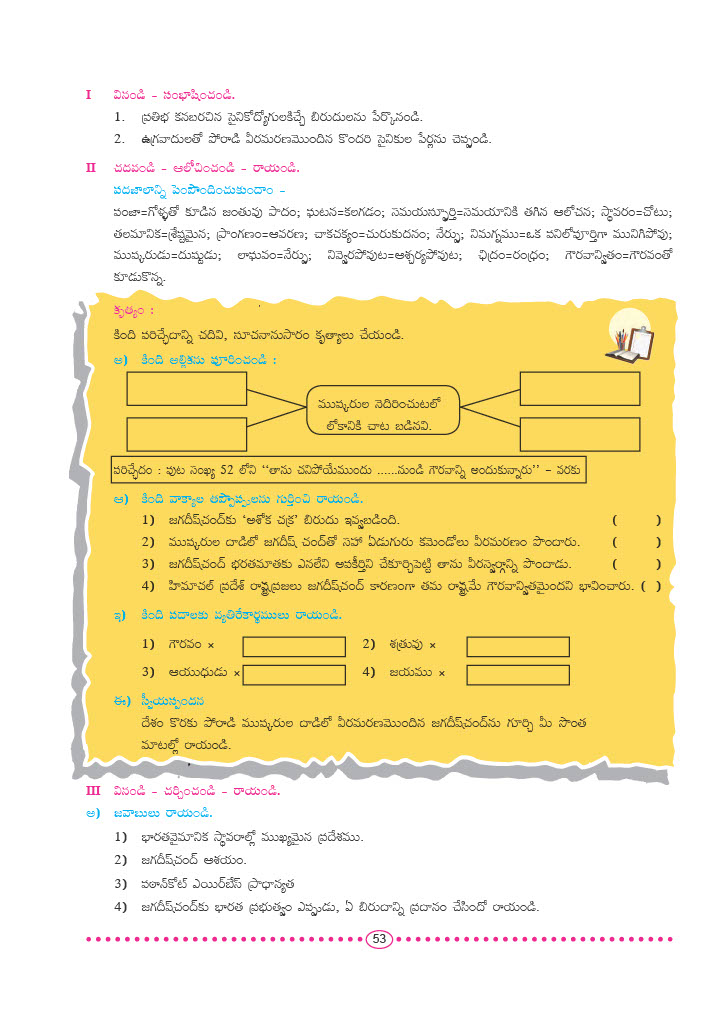 I వినండి – సంభాషించండి.
1. ప్రతిభ కనబరచిన సైనికోద్యోగులకిచ్చే బిరుదులను పేర్కొనండి.
2. ఉగ్రవాదులతో పోరాడి వీరమరణమొందిన కొందరి సైనికుల పేర్లను చెప్పండి.
II చదవండి – ఆలోచించండి – రాయండి.
పదజాలాన్ని పెంపొందించుకుందాం –
పంజా=గోళ్ళతో కూడిన జంతువు పాదం; ఘటన=కలగడం; సమయస్ఫూర్తి=సమయానికి తగిన ఆలోచన; స్థావరం=చోటు;
తలమానిక=శ్రేష్ఠమైన; ప్రాంగణం=ఆవరణ; చాకచక్యం=చురుకుదనం; నేర్పు; నిమగ్నము=ఒక పనిలోపూర్తిగా మునిగిపోవు;
ముష్కరుడు=దుష్టుడు; లాఘవం=నేర్పు; నివ్వెరపోవుట=ఆశ్చర్యపోవుట; ఛిద్రం=రంధ్రం; గౌరవాన్వితం=గౌరవంతో
కూడుకొన్న.
కృత్యం :
కింది పరిచ్ఛేదాన్ని చదివి, సూచనానుసారం కృత్యాలు చేయండి.
అ) కింది అల్లికను పూరించండి :
ముష్కరుల నెదిరించుటలో
లోకానికి చాట బడినవి.
పరిచ్ఛేదం : పుట సంఖ్య 52 లోని “తాను చనిపోయేముందు ......నుండి గౌరవాన్ని అందుకున్నారు” – వరకు
ఆ) కింది వాక్యాల తప్పొప్పులను గుర్తించి రాయండి.
1) జగదీష్‌చంద్‌కు ‘అశోక చక్ర’ బిరుదు ఇవ్వబడింది. ( )
2) ముష్కరుల దాడిలో జగదీష్ చంద్‌తో సహా ఏడుగురు కమెండోలు వీరమరణం పొందారు. ( )
3) జగదీష్‌చంద్ భరతమాతకు ఎనలేని అపకీర్తిని చేకూర్చిపెట్టి తాను వీరస్వర్గాన్ని పొందాడు. ( )
4) హిమాచల్ ప్రదేశ్ రాష్ట్రప్రజలు జగదీష్‌చంద్ కారణంగా తమ రాష్ట్రమే గౌరవాన్వితమైందని భావించారు. ( )
ఇ) కింది పదాలకు వ్యతిరేకార్థములు రాయండి.
1) గౌరవం × 2) శత్రువు ×
3) ఆయుధుడు × 4) జయము ×
ఈ) స్వీయస్పందన
దేశం కొరకు పోరాడి ముష్కరుల దాడిలో వీరమరణమొందిన జగదీష్‌చంద్‌ను గూర్చి మీ సొంత
మాటల్లో రాయండి.
III వినండి – చర్చించండి – రాయండి.
అ) జవాబులు రాయండి.
1) భారతవైమానిక స్థావరాల్లో ముఖ్యమైన ప్రదేశము.
2) జగదీష్‌చంద్ ఆశయం.
3) పఠాన్‌కోట్ ఎయిర్‌బేస్ ప్రాధాన్యత
4) జగదీష్‌చంద్‌కు భారత ప్రభుత్వం ఎప్పుడు, ఏ బిరుదాన్ని ప్రదానం చేసిందో రాయండి.
53